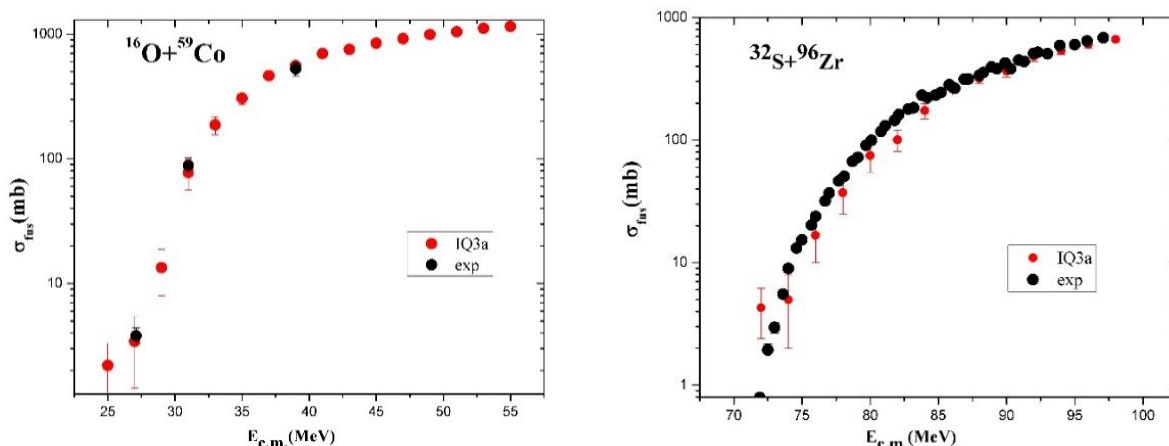 1000
100
10
σfus(mb)
¹⁶O+⁵⁹Co
IQ3a
exp
25 30 35 40 45 50 55
Ec.m.(MeV)
1000
100
10
1
σfus(mb)
³²S+⁹⁶Zr
IQ3a
exp
70 75 80 85 90 95 100
Ec.m.(MeV)